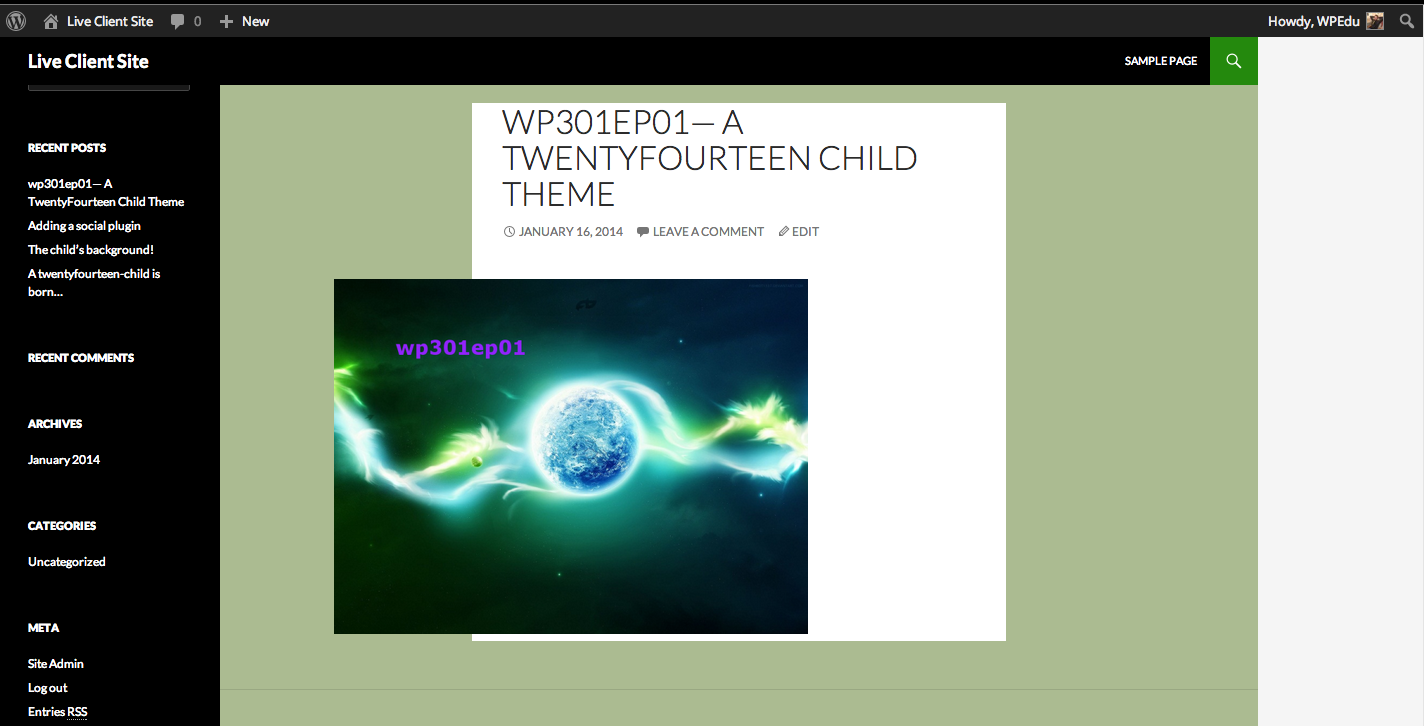 Live Client Site 0 New Howdy, WPEdu
Live Client Site SAMPLE PAGE
RECENT POSTS
wp301ep01— A
TwentyFourteen Child Theme
Adding a social plugin
The child's background!
A twentyfourteen-child is
born...
RECENT COMMENTS
ARCHIVES
January 2014
CATEGORIES
Uncategorized
META
Site Admin
Log out
Entries RSS
WP301EP01— A
TWENTYFOURTEEN CHILD
THEME
JANUARY 16, 2014 LEAVE A COMMENT EDIT
wp301ep01